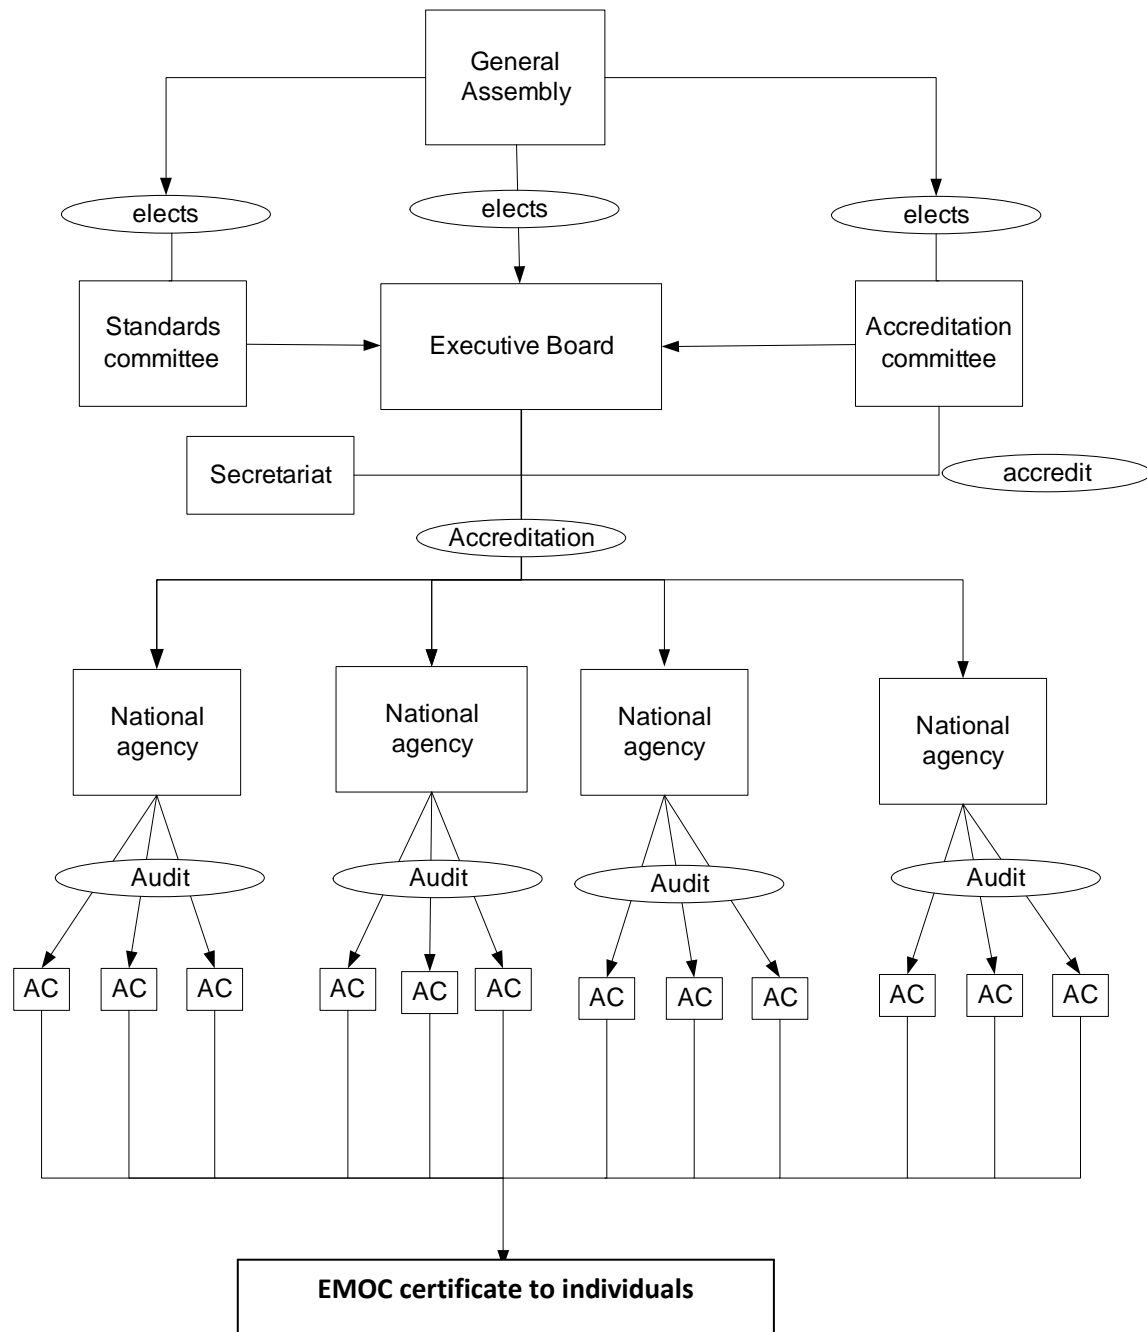 General
Assembly
elects
elects
elects
Standards
committee
Executive Board
Accreditation
committee
Secretariat
accredit
Accreditation
National
agency
National
agency
National
agency
National
agency
Audit
Audit
Audit
Audit
AC
AC
AC
AC
AC
AC
AC
AC
AC
AC
AC
AC
EMOC certificate to individuals